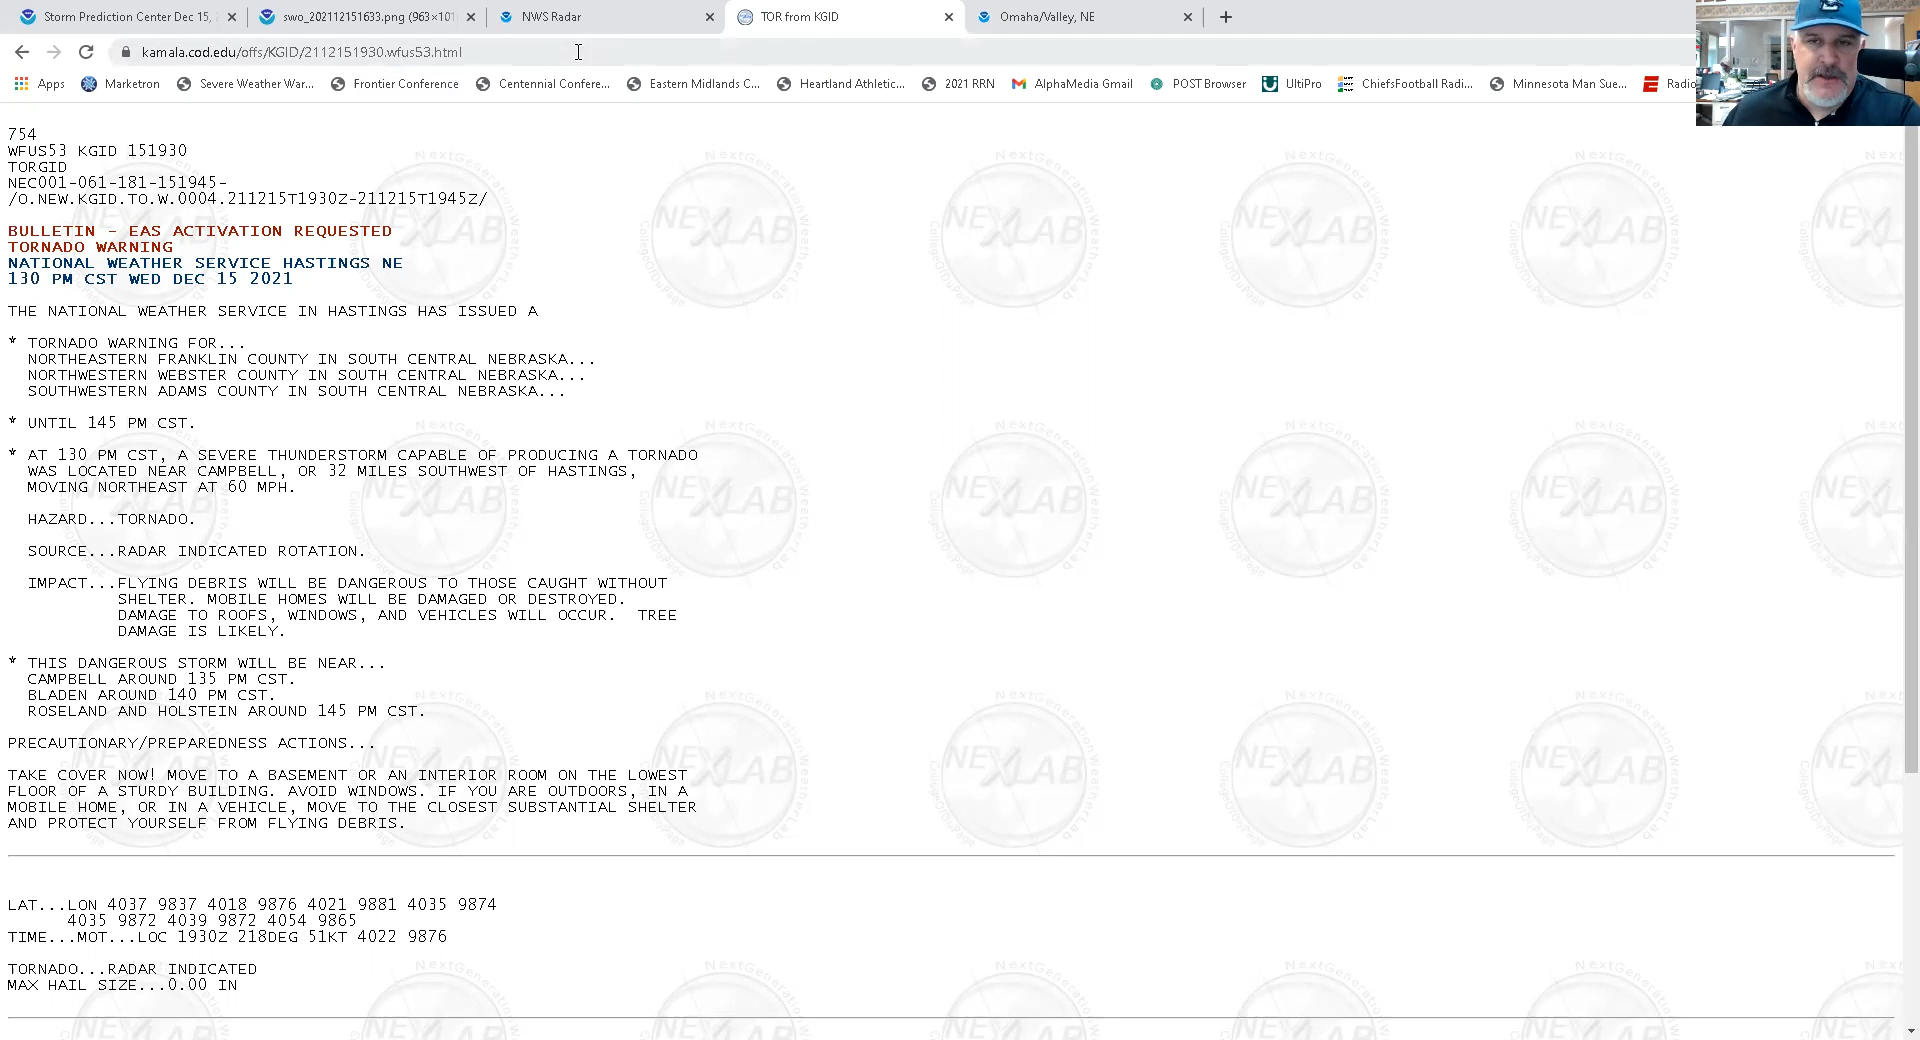 Storm Prediction Center Dec 15,
swo_202112151633.png (963×101
NWS Radar
TOR from KGID
Omaha/Valley, NE
kamala.cod.edu/offs/KGID/2112151930.wfus53.html
Apps
Marketron
Severe Weather War...
Frontier Conference
Centennial Confere...
Eastern Midlands C...
Heartland Athletic...
2021 RRN
AlphaMedia Gmail
POST Browser
UltiPro
ChiefsFootball Radi...
Minnesota Man Sue...
Radio
754
WFUS53 KGID 151930
TORGID
NEC001-061-181-151945-
/O.NEW.KGID.TO.W.0004.211215T1930Z-211215T1945Z/
BULLETIN - EAS ACTIVATION REQUESTED
TORNADO WARNING
NATIONAL WEATHER SERVICE HASTINGS NE
130 PM CST WED DEC 15 2021
THE NATIONAL WEATHER SERVICE IN HASTINGS HAS ISSUED A
* TORNADO WARNING FOR...
NORTHEASTERN FRANKLIN COUNTY IN SOUTH CENTRAL NEBRASKA...
NORTHWESTERN WEBSTER COUNTY IN SOUTH CENTRAL NEBRASKA...
SOUTHWESTERN ADAMS COUNTY IN SOUTH CENTRAL NEBRASKA...
* UNTIL 145 PM CST.
* AT 130 PM CST, A SEVERE THUNDERSTORM CAPABLE OF PRODUCING A TORNADO
WAS LOCATED NEAR CAMPBELL, OR 32 MILES SOUTHWEST OF HASTINGS,
MOVING NORTHEAST AT 60 MPH.
HAZARD...TORNADO.
SOURCE...RADAR INDICATED ROTATION.
IMPACT...FLYING DEBRIS WILL BE DANGEROUS TO THOSE CAUGHT WITHOUT
SHELTER. MOBILE HOMES WILL BE DAMAGED OR DESTROYED.
DAMAGE TO ROOFS, WINDOWS, AND VEHICLES WILL OCCUR.  TREE
DAMAGE IS LIKELY.
* THIS DANGEROUS STORM WILL BE NEAR...
CAMPBELL AROUND 135 PM CST.
BLADEN AROUND 140 PM CST.
ROSELAND AND HOLSTEIN AROUND 145 PM CST.
PRECAUTIONARY/PREPAREDNESS ACTIONS...
TAKE COVER NOW! MOVE TO A BASEMENT OR AN INTERIOR ROOM ON THE LOWEST
FLOOR OF A STURDY BUILDING. AVOID WINDOWS. IF YOU ARE OUTDOORS, IN A
MOBILE HOME, OR IN A VEHICLE, MOVE TO THE CLOSEST SUBSTANTIAL SHELTER
AND PROTECT YOURSELF FROM FLYING DEBRIS.
LAT...LON 4037 9837 4018 9876 4021 9881 4035 9874
4035 9872 4039 9872 4054 9865
TIME...MOT...LOC 1930Z 218DEG 51KT 4022 9876
TORNADO...RADAR INDICATED
MAX HAIL SIZE...0.00 IN